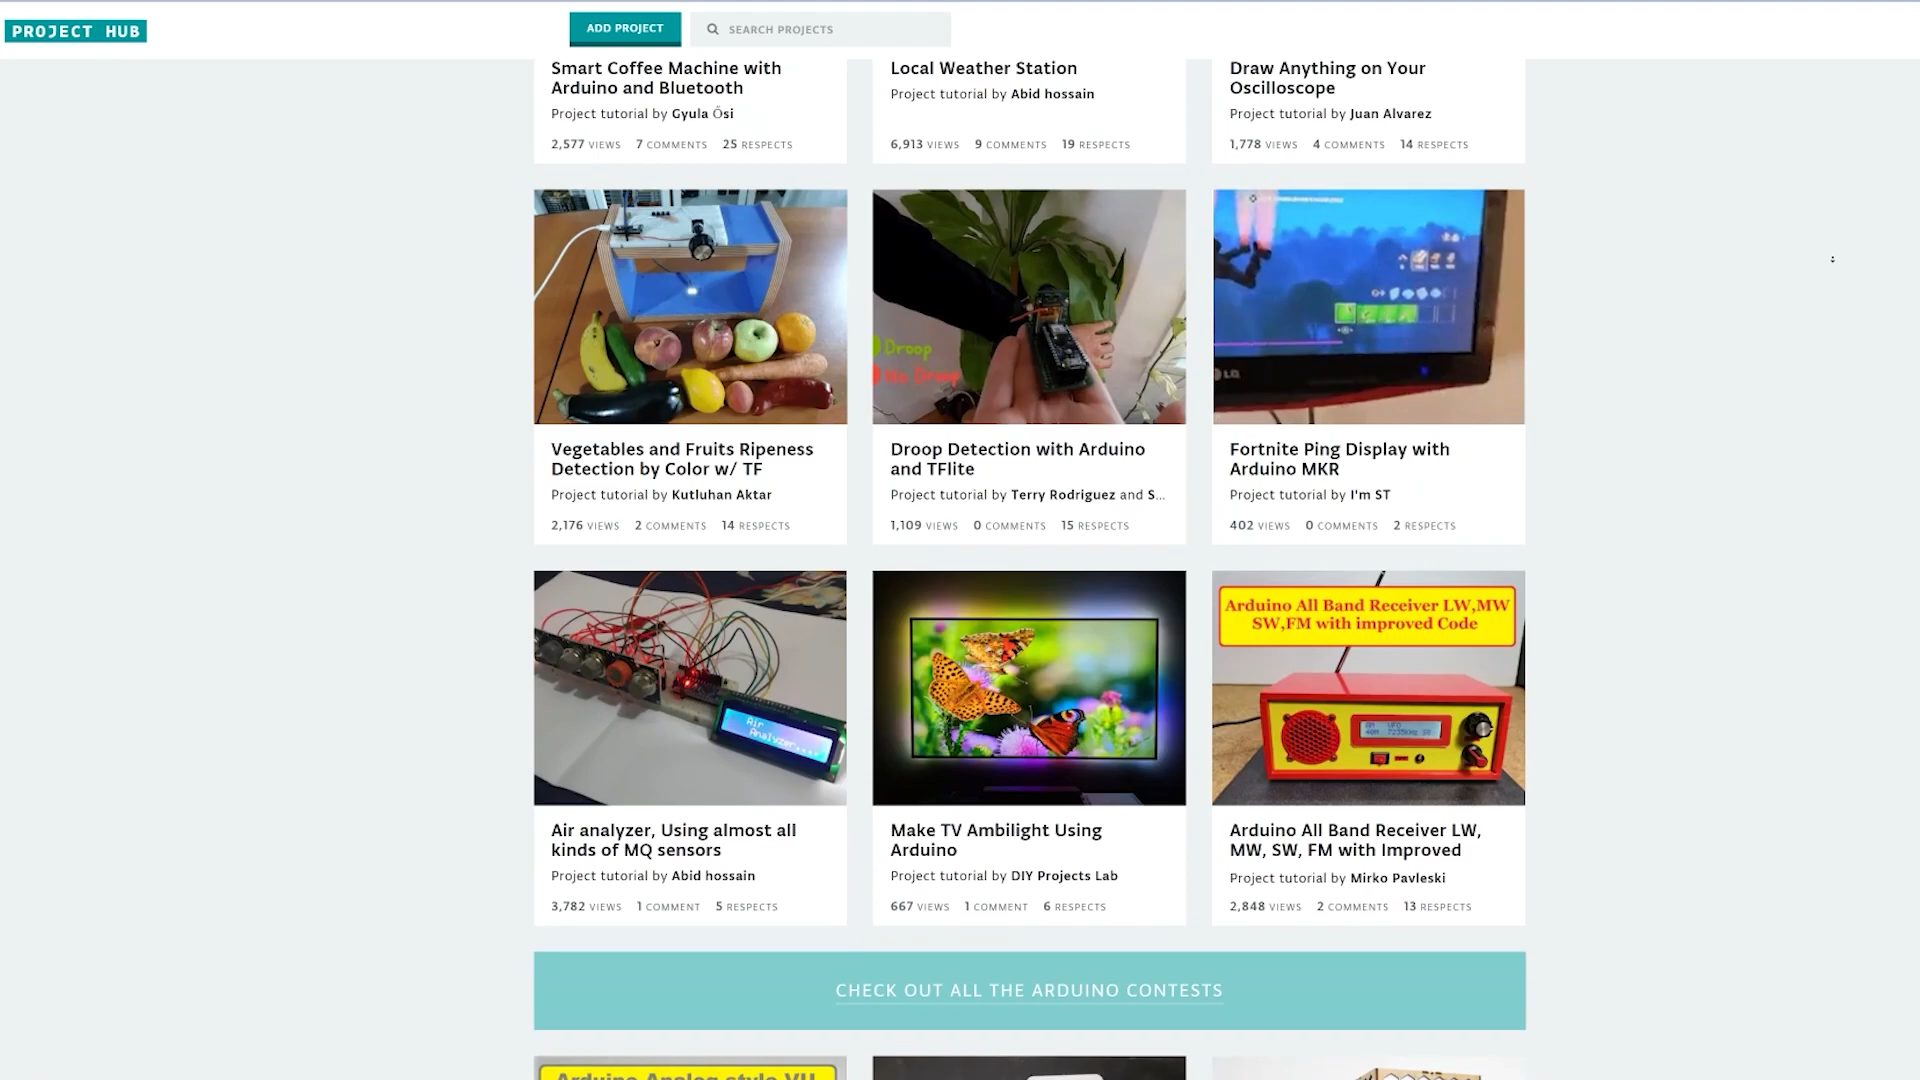 PROJECT HUB
ADD PROJECT
SEARCH PROJECTS
Smart Coffee Machine with
Arduino and Bluetooth
Project tutorial by Gyula Ősi
2,577 VIEWS 7 COMMENTS 25 RESPECTS
Local Weather Station
Project tutorial by Abid hossain
6,913 VIEWS 9 COMMENTS 19 RESPECTS
Draw Anything on Your
Oscilloscope
Project tutorial by Juan Alvarez
1,778 VIEWS 4 COMMENTS 14 RESPECTS
Vegetables and Fruits Ripeness
Detection by Color w/ TF
Project tutorial by Kutluhan Aktar
2,176 VIEWS 2 COMMENTS 14 RESPECTS
Droop
No Droop
Droop Detection with Arduino
and TFlite
Project tutorial by Terry Rodriguez and S...
1,109 VIEWS 0 COMMENTS 15 RESPECTS
LG
Fortnite Ping Display with
Arduino MKR
Project tutorial by I'm ST
402 VIEWS 0 COMMENTS 2 RESPECTS
Air
Analyzer....
Air analyzer, Using almost all
kinds of MQ sensors
Project tutorial by Abid hossain
3,782 VIEWS 1 COMMENT 5 RESPECTS
Make TV Ambilight Using
Arduino
Project tutorial by DIY Projects Lab
667 VIEWS 1 COMMENT 6 RESPECTS
Arduino All Band Receiver LW,MW
SW,FM with improved Code
Arduino All Band Receiver LW,
MW, SW, FM with Improved
Project tutorial by Mirko Pavleski
2,848 VIEWS 2 COMMENTS 13 RESPECTS
CHECK OUT ALL THE ARDUINO CONTESTS
Arduino Analog style VU